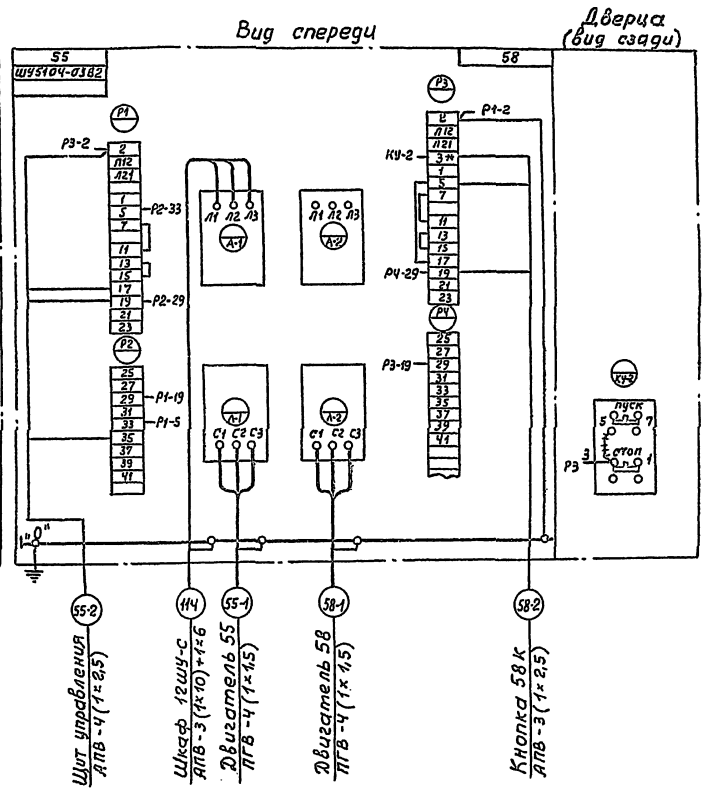 Вид спереди
Дверца
(вид сзади)
55
ШУ5104-03В2
58
Р1
Р3-2
2
Л12
Л21
1
5
Р2-33
7
11
13
15
17
19
Р2-29
21
23
Р2
25
27
29
Р1-19
31
33
Р1-5
35
37
39
41
Л1 Л2 Л3
А-1
Л1 Л2 Л3
А-2
Л-1
С1 С2 С3
Л-2
С1 С2 С3
Р3
Р1-2
2
Л12
Л21
КУ-2
3
1
5
7
11
13
15
17
Р4-29
19
21
23
Р4
25
27
Р3-19
29
31
33
35
37
39
41
КУ-2
пуск
5 7
стоп
3 1
Р3
"0"
55-2
114
55-1
58-1
58-2
Щит управления
АПВ-4(1×2,5)
Шкаф 12ШУ-С
АПВ-3(1×10)+1×6
Двигатель 55
ПГВ-4(1×1,5)
Двигатель 58
ПГВ-4(1×1,5)
Кнопка 58К
АПВ-3(1×2,5)